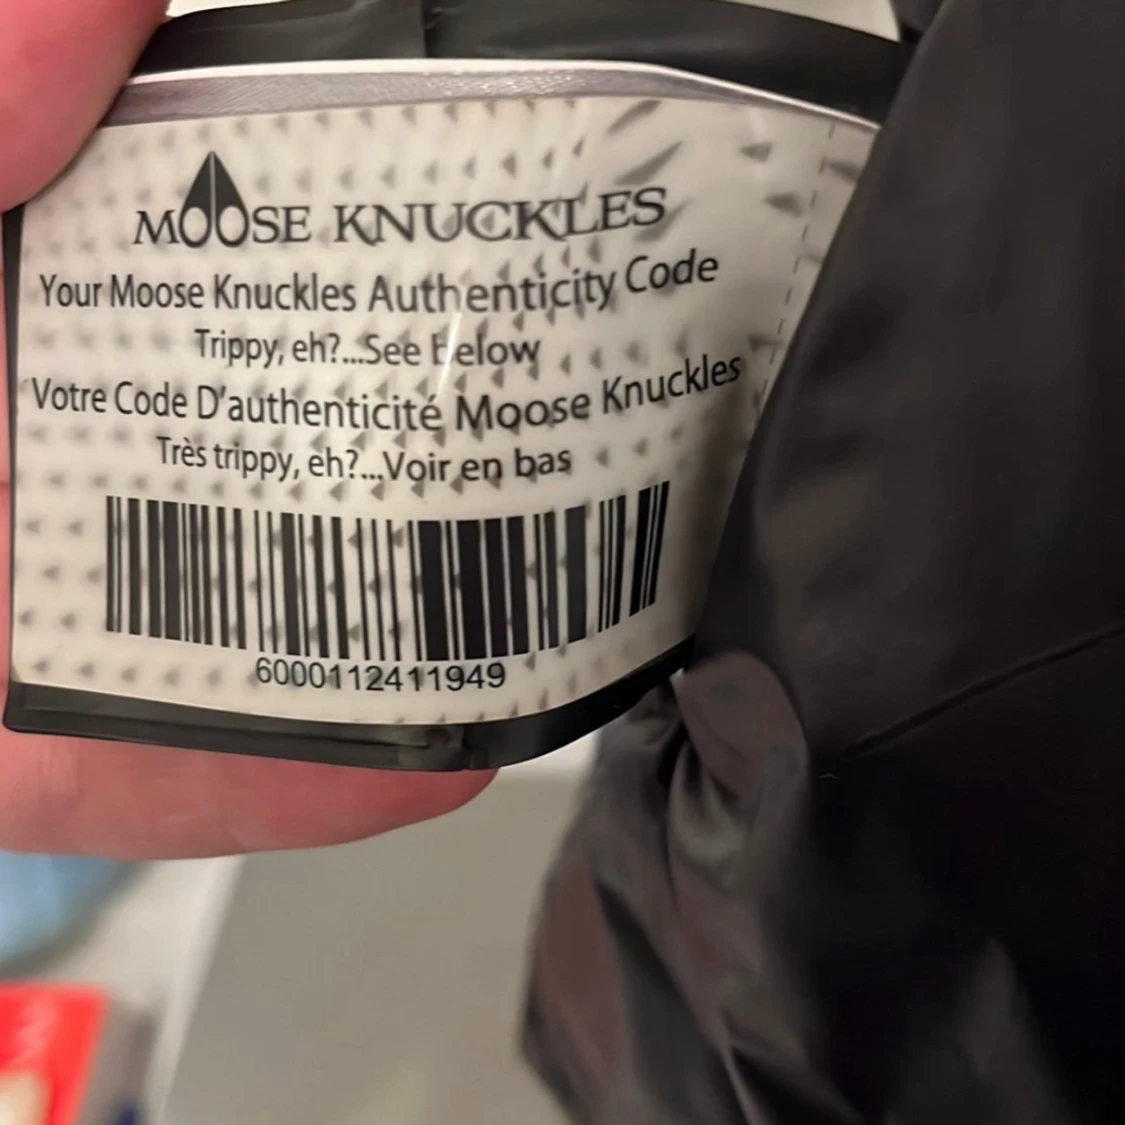 MOOSE KNUCKLES
Your Moose Knuckles Authenticity Code
Trippy, eh?...See below
Votre Code D'authenticité Moose Knuckles
Très trippy, eh?...Voir en bas
6000112411949